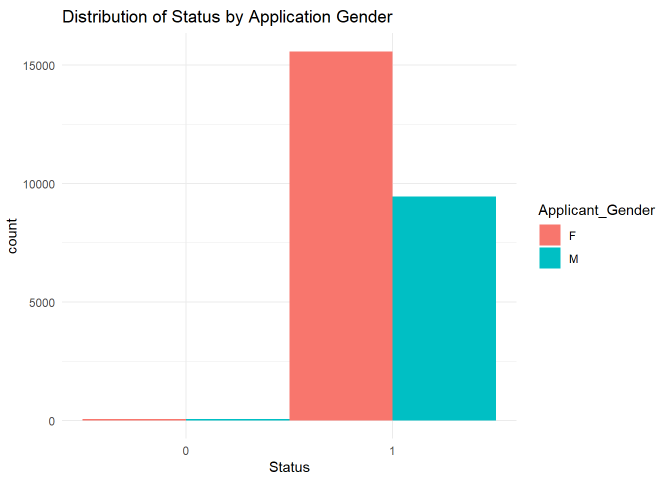 Distribution of Status by Application Gender
15000
10000
5000
0
count
0
1
Status
Applicant_Gender
F
M